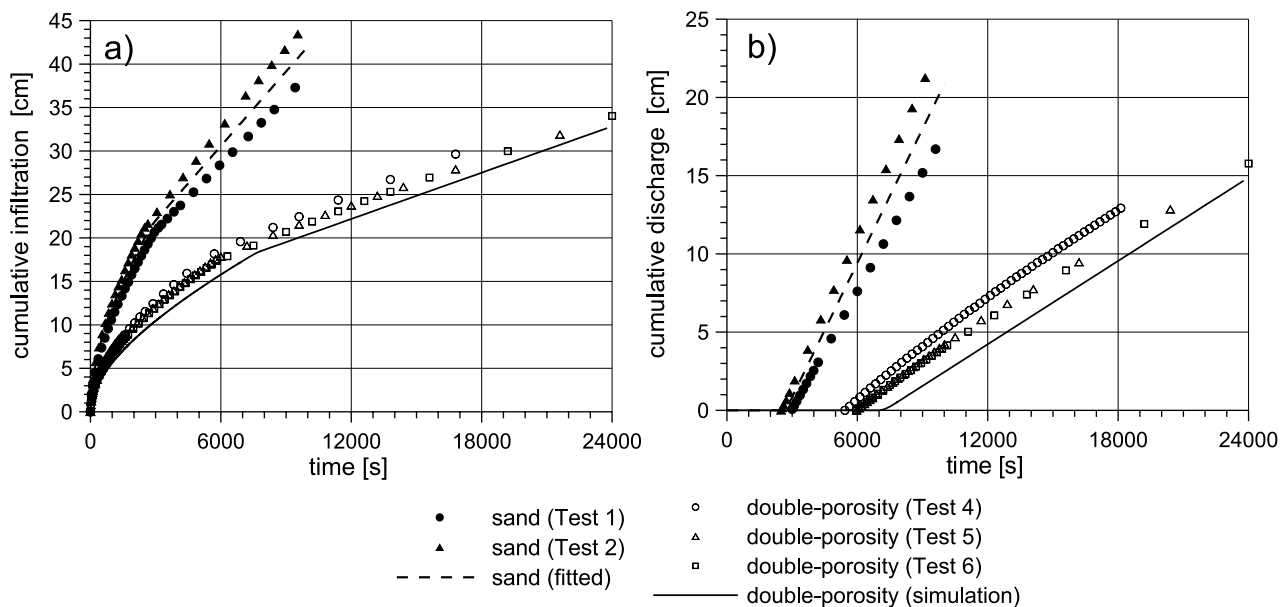 a)
cumulative infiltration [cm]
45
40
35
30
25
20
15
10
5
0
0 6000 12000 18000 24000
time [s]
b)
cumulative discharge [cm]
25
20
15
10
5
0
0 6000 12000 18000 24000
time [s]
sand (Test 1)
sand (Test 2)
sand (fitted)
double-porosity (Test 4)
double-porosity (Test 5)
double-porosity (Test 6)
double-porosity (simulation)